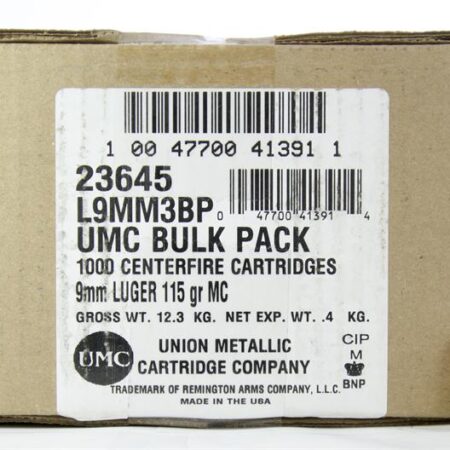 1 00 47700 41391 1
23645
L9MM3BP
0 47700 41391 4
UMC BULK PACK
1000 CENTERFIRE CARTRIDGES
9mm LUGER 115 gr MC
GROSS WT. 12.3 KG. NET EXP. WT. .4 KG.
UMC
UNION METALLIC
CARTRIDGE COMPANY
TRADEMARK OF REMINGTON ARMS COMPANY, L.L.C.
MADE IN THE USA
CIP
M
BNP